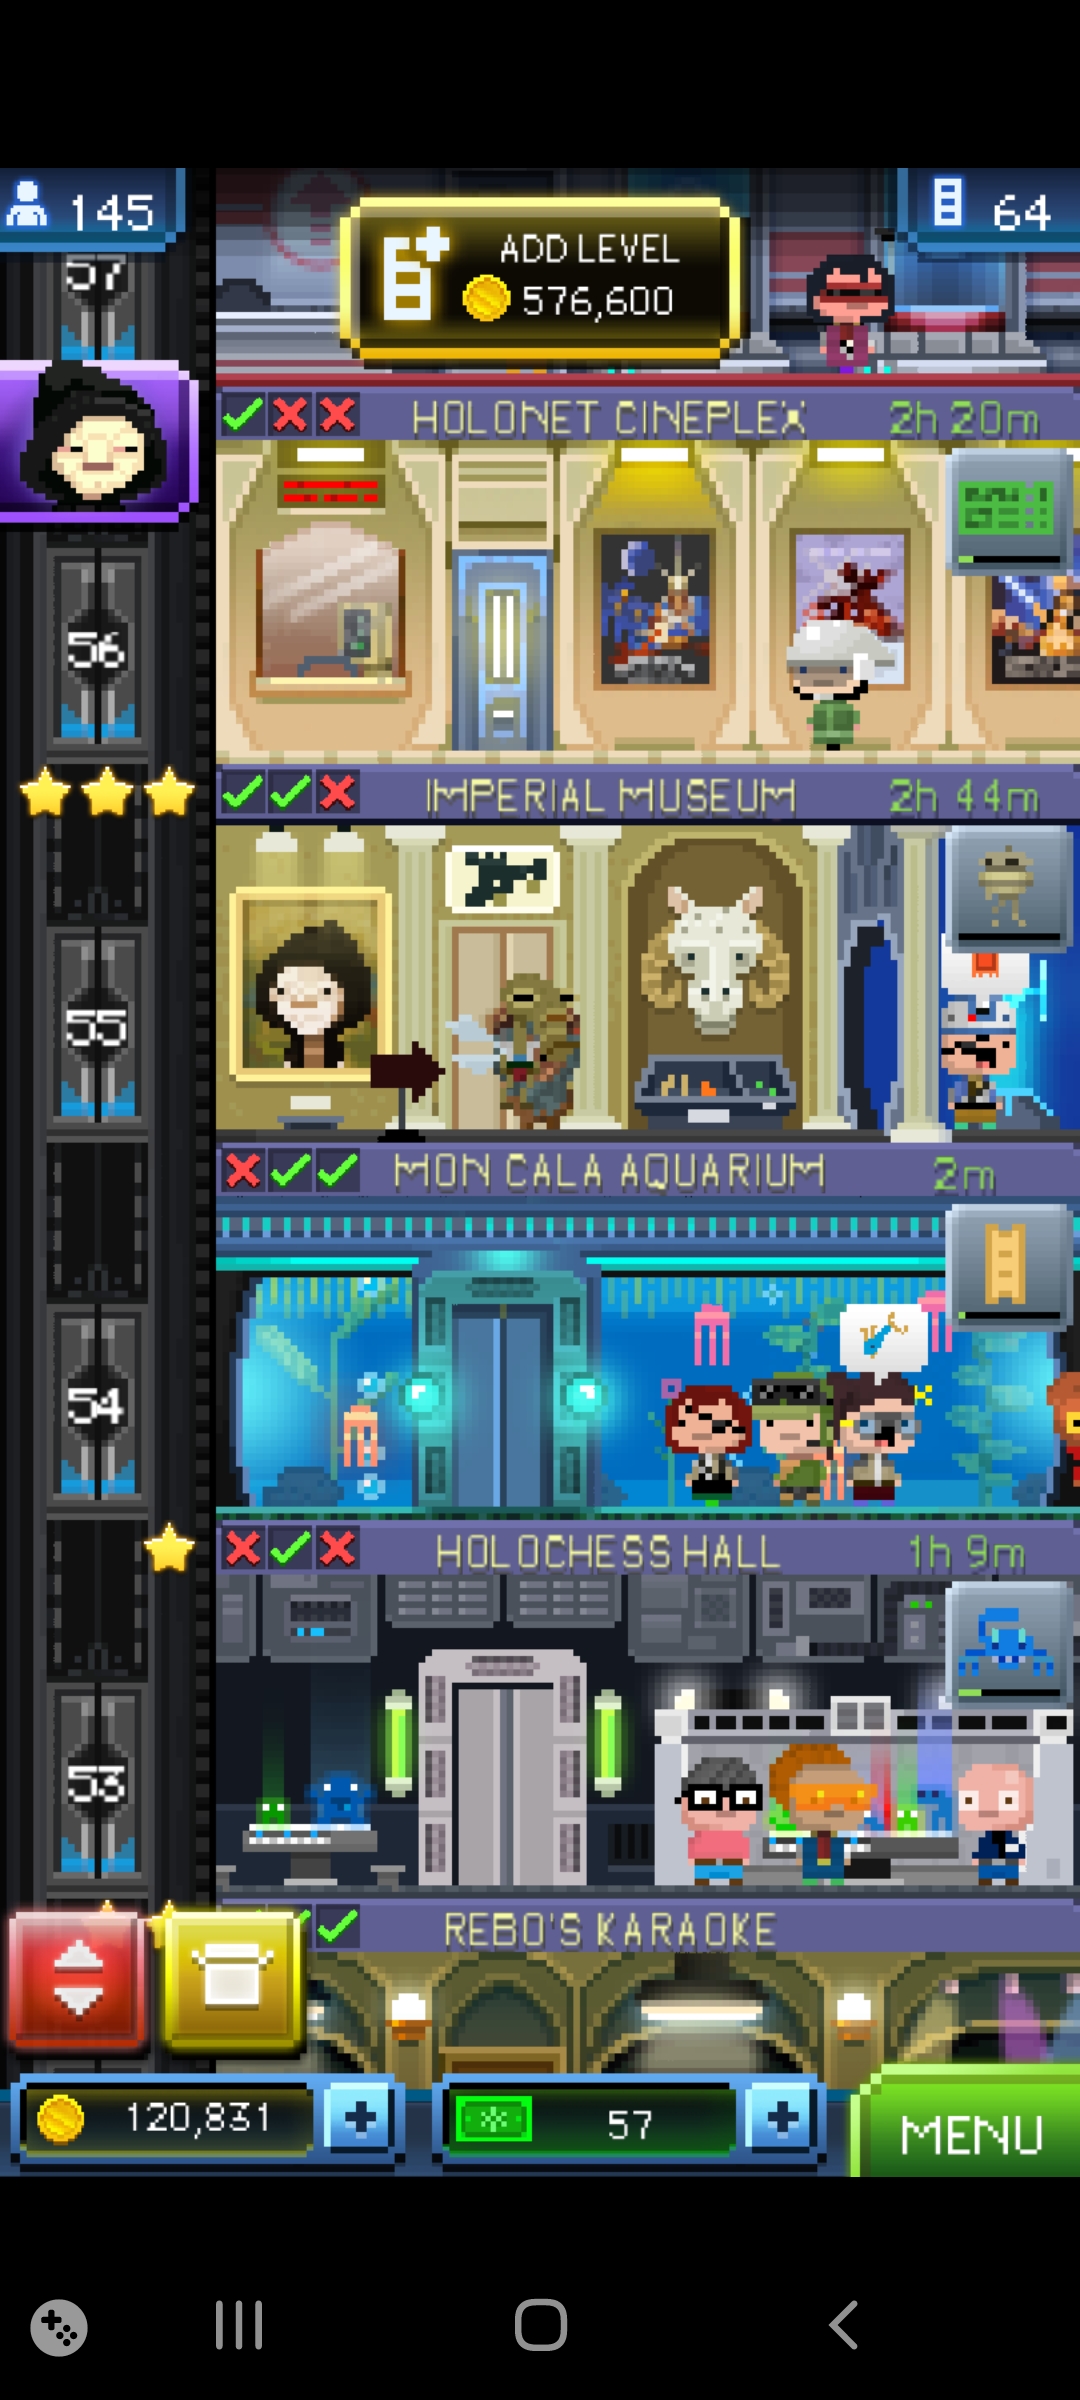 145
ADD LEVEL
576,600
64
57
HOLONET CINEPLEX
2h 20m
56
IMPERIAL MUSEUM
2h 44m
55
MON CALA AQUARIUM
2m
54
HOLOCHESS HALL
1h 9m
53
REBO'S KARAOKE
120,831
57
MENU